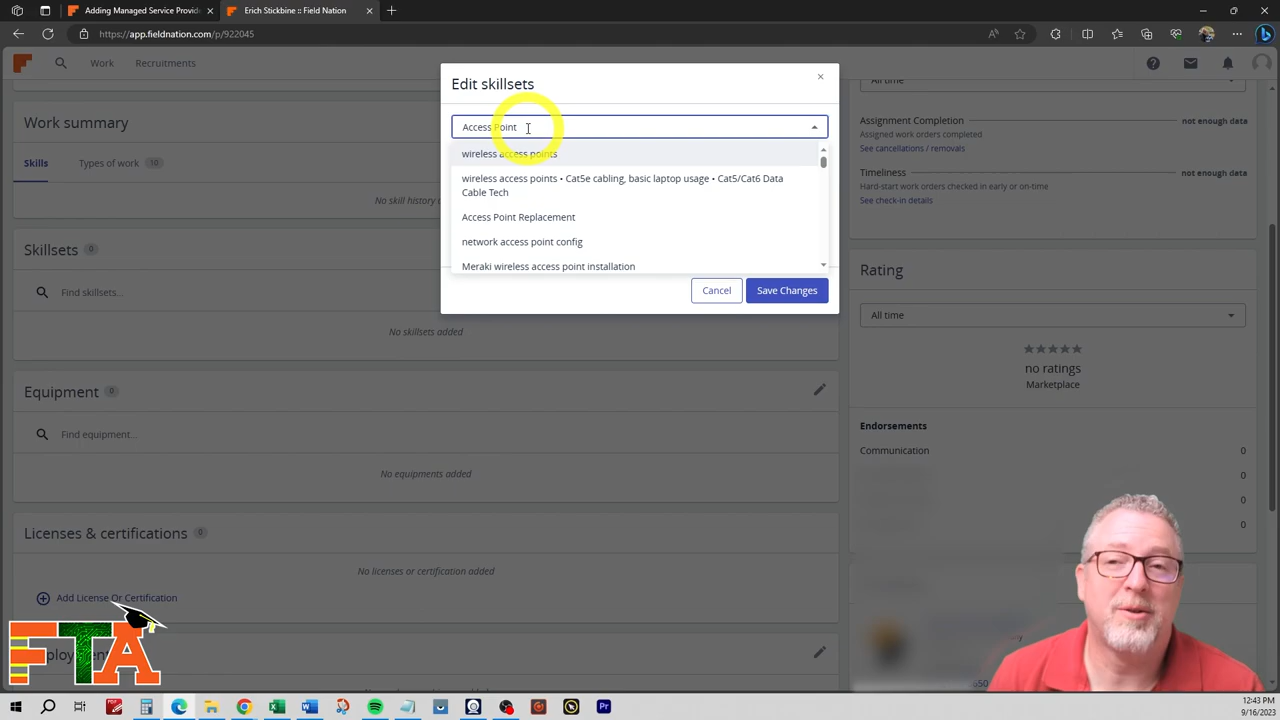 Adding Managed Service Provide
Erich Stickbine :: Field Nation
https://app.fieldnation.com/p/922045
Work
Recruitments
Edit skillsets
Access Point
wireless access points
wireless access points • Cat5e cabling, basic laptop usage • Cat5/Cat6 Data
Cable Tech
Access Point Replacement
network access point config
Meraki wireless access point installation
Cancel
Save Changes
Work summary
Skills
Types of work 10
No skill history
Skillsets 0
Find skillsets...
No skillsets added
Equipment 0
Find equipment...
No equipments added
Licenses & certifications 0
No licenses or certification added
Add License Or Certification
All time
Assignment Completion
not enough data
Assigned work orders completed
See cancellations / removals
Timeliness
not enough data
Hard-start work orders checked in early or on-time
See check-in details
Rating
All time
no ratings
Marketplace
Endorsements
Communication 0
0
0
0
FTA
12:43 PM
9/16/2023